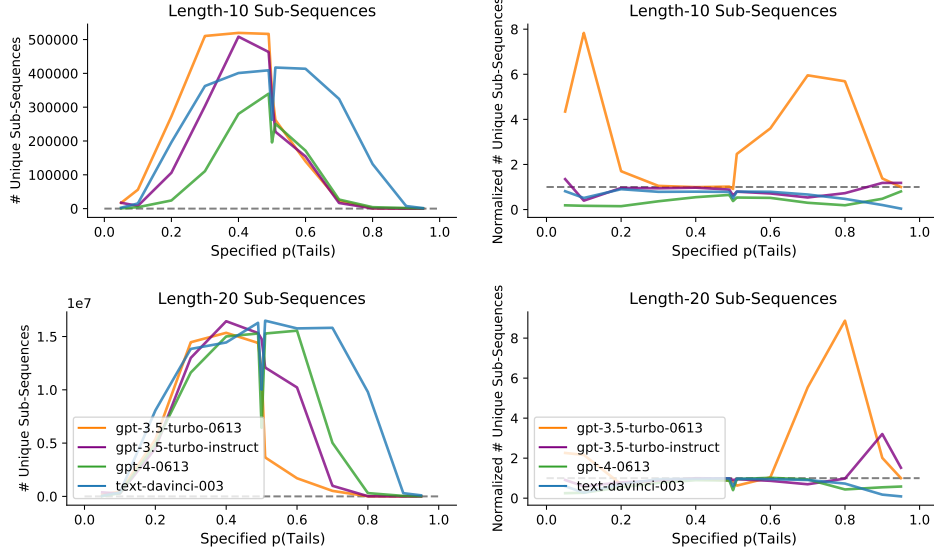 Length-10 Sub-Sequences
# Unique Sub-Sequences
500000
400000
300000
200000
100000
0
0.0 0.2 0.4 0.6 0.8 1.0
Specified p(Tails)
Length-10 Sub-Sequences
Normalized # Unique Sub-Sequences
8
6
4
2
0
0.0 0.2 0.4 0.6 0.8 1.0
Specified p(Tails)
Length-20 Sub-Sequences
1e7
# Unique Sub-Sequences
1.5
1.0
0.5
0.0
gpt-3.5-turbo-0613
gpt-3.5-turbo-instruct
gpt-4-0613
text-davinci-003
0.0 0.2 0.4 0.6 0.8 1.0
Specified p(Tails)
Length-20 Sub-Sequences
Normalized # Unique Sub-Sequences
8
6
4
2
0
gpt-3.5-turbo-0613
gpt-3.5-turbo-instruct
gpt-4-0613
text-davinci-003
0.0 0.2 0.4 0.6 0.8 1.0
Specified p(Tails)